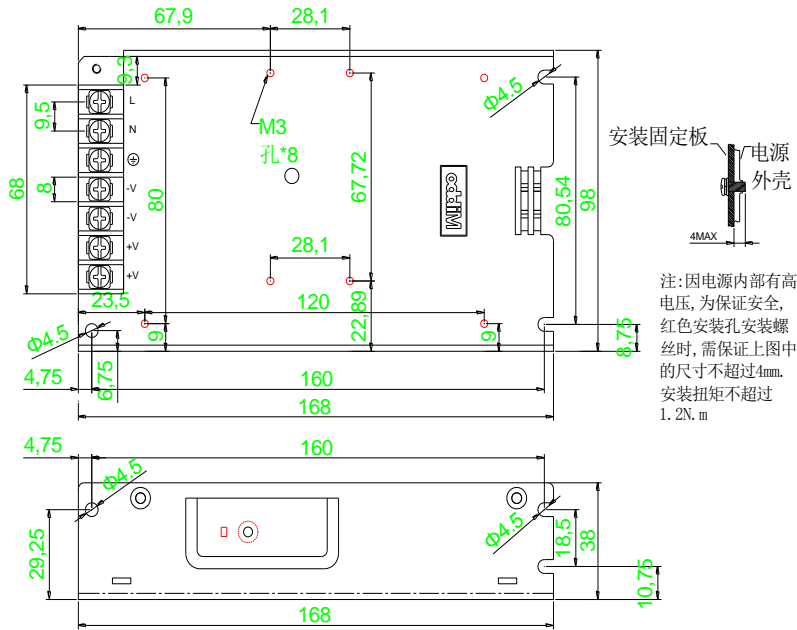 67,9
28,1
9,3
Φ4.5
L
9,5
N
M3
孔*8
安装固定板
电源
外壳
68
8
-V
80
67,72
MiTbo
80,54
98
-V
+V
4MAX
28,1
+V
23,5
120
22,89
注:因电源内部有高
电压,为保证安全,
红色安装孔安装螺
丝时,需保证上图中
的尺寸不超过4mm.
安装扭矩不超过
1.2N.m
Φ4.5
9
9
8,75
6,75
4,75
160
168
4,75
160
Φ4.5
Φ4.5
29,25
18,5
38
10,75
168